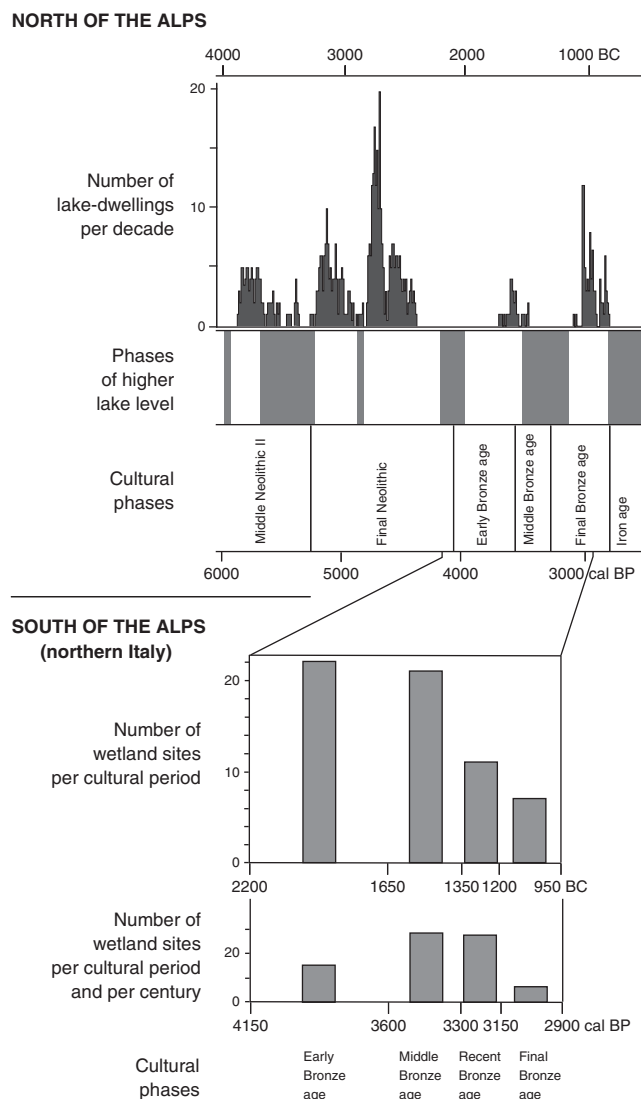 NORTH OF THE ALPS
4000 3000 2000 1000 BC
20
Number of
lake-dwellings
per decade
10
0
Phases
of higher
lake level
Cultural
phases
Middle Neolithic II
Final Neolithic
Early Bronze age
Middle Bronze age
Final Bronze age
Iron age
6000 5000 4000 3000 cal BP
SOUTH OF THE ALPS
(northern Italy)
20
Number of
wetland sites
per cultural period
10
0
2200 1650 1350 1200 950 BC
Number of
wetland sites
per cultural period
and per century
20
0
4150 3600 3300 3150 2900 cal BP
Cultural
phases
Early
Bronze
age
Middle
Bronze
age
Recent
Bronze
age
Final
Bronze
age